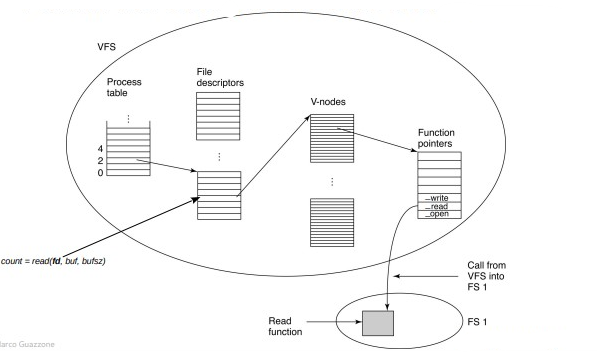 VFS
Process
table
File
descriptors
V-nodes
Function
pointers
4
2
0
write
read
open
count = read(fd, buf, bufsz)
Call from
VFS into
FS 1
Read
function
FS 1
Marco Guazzone